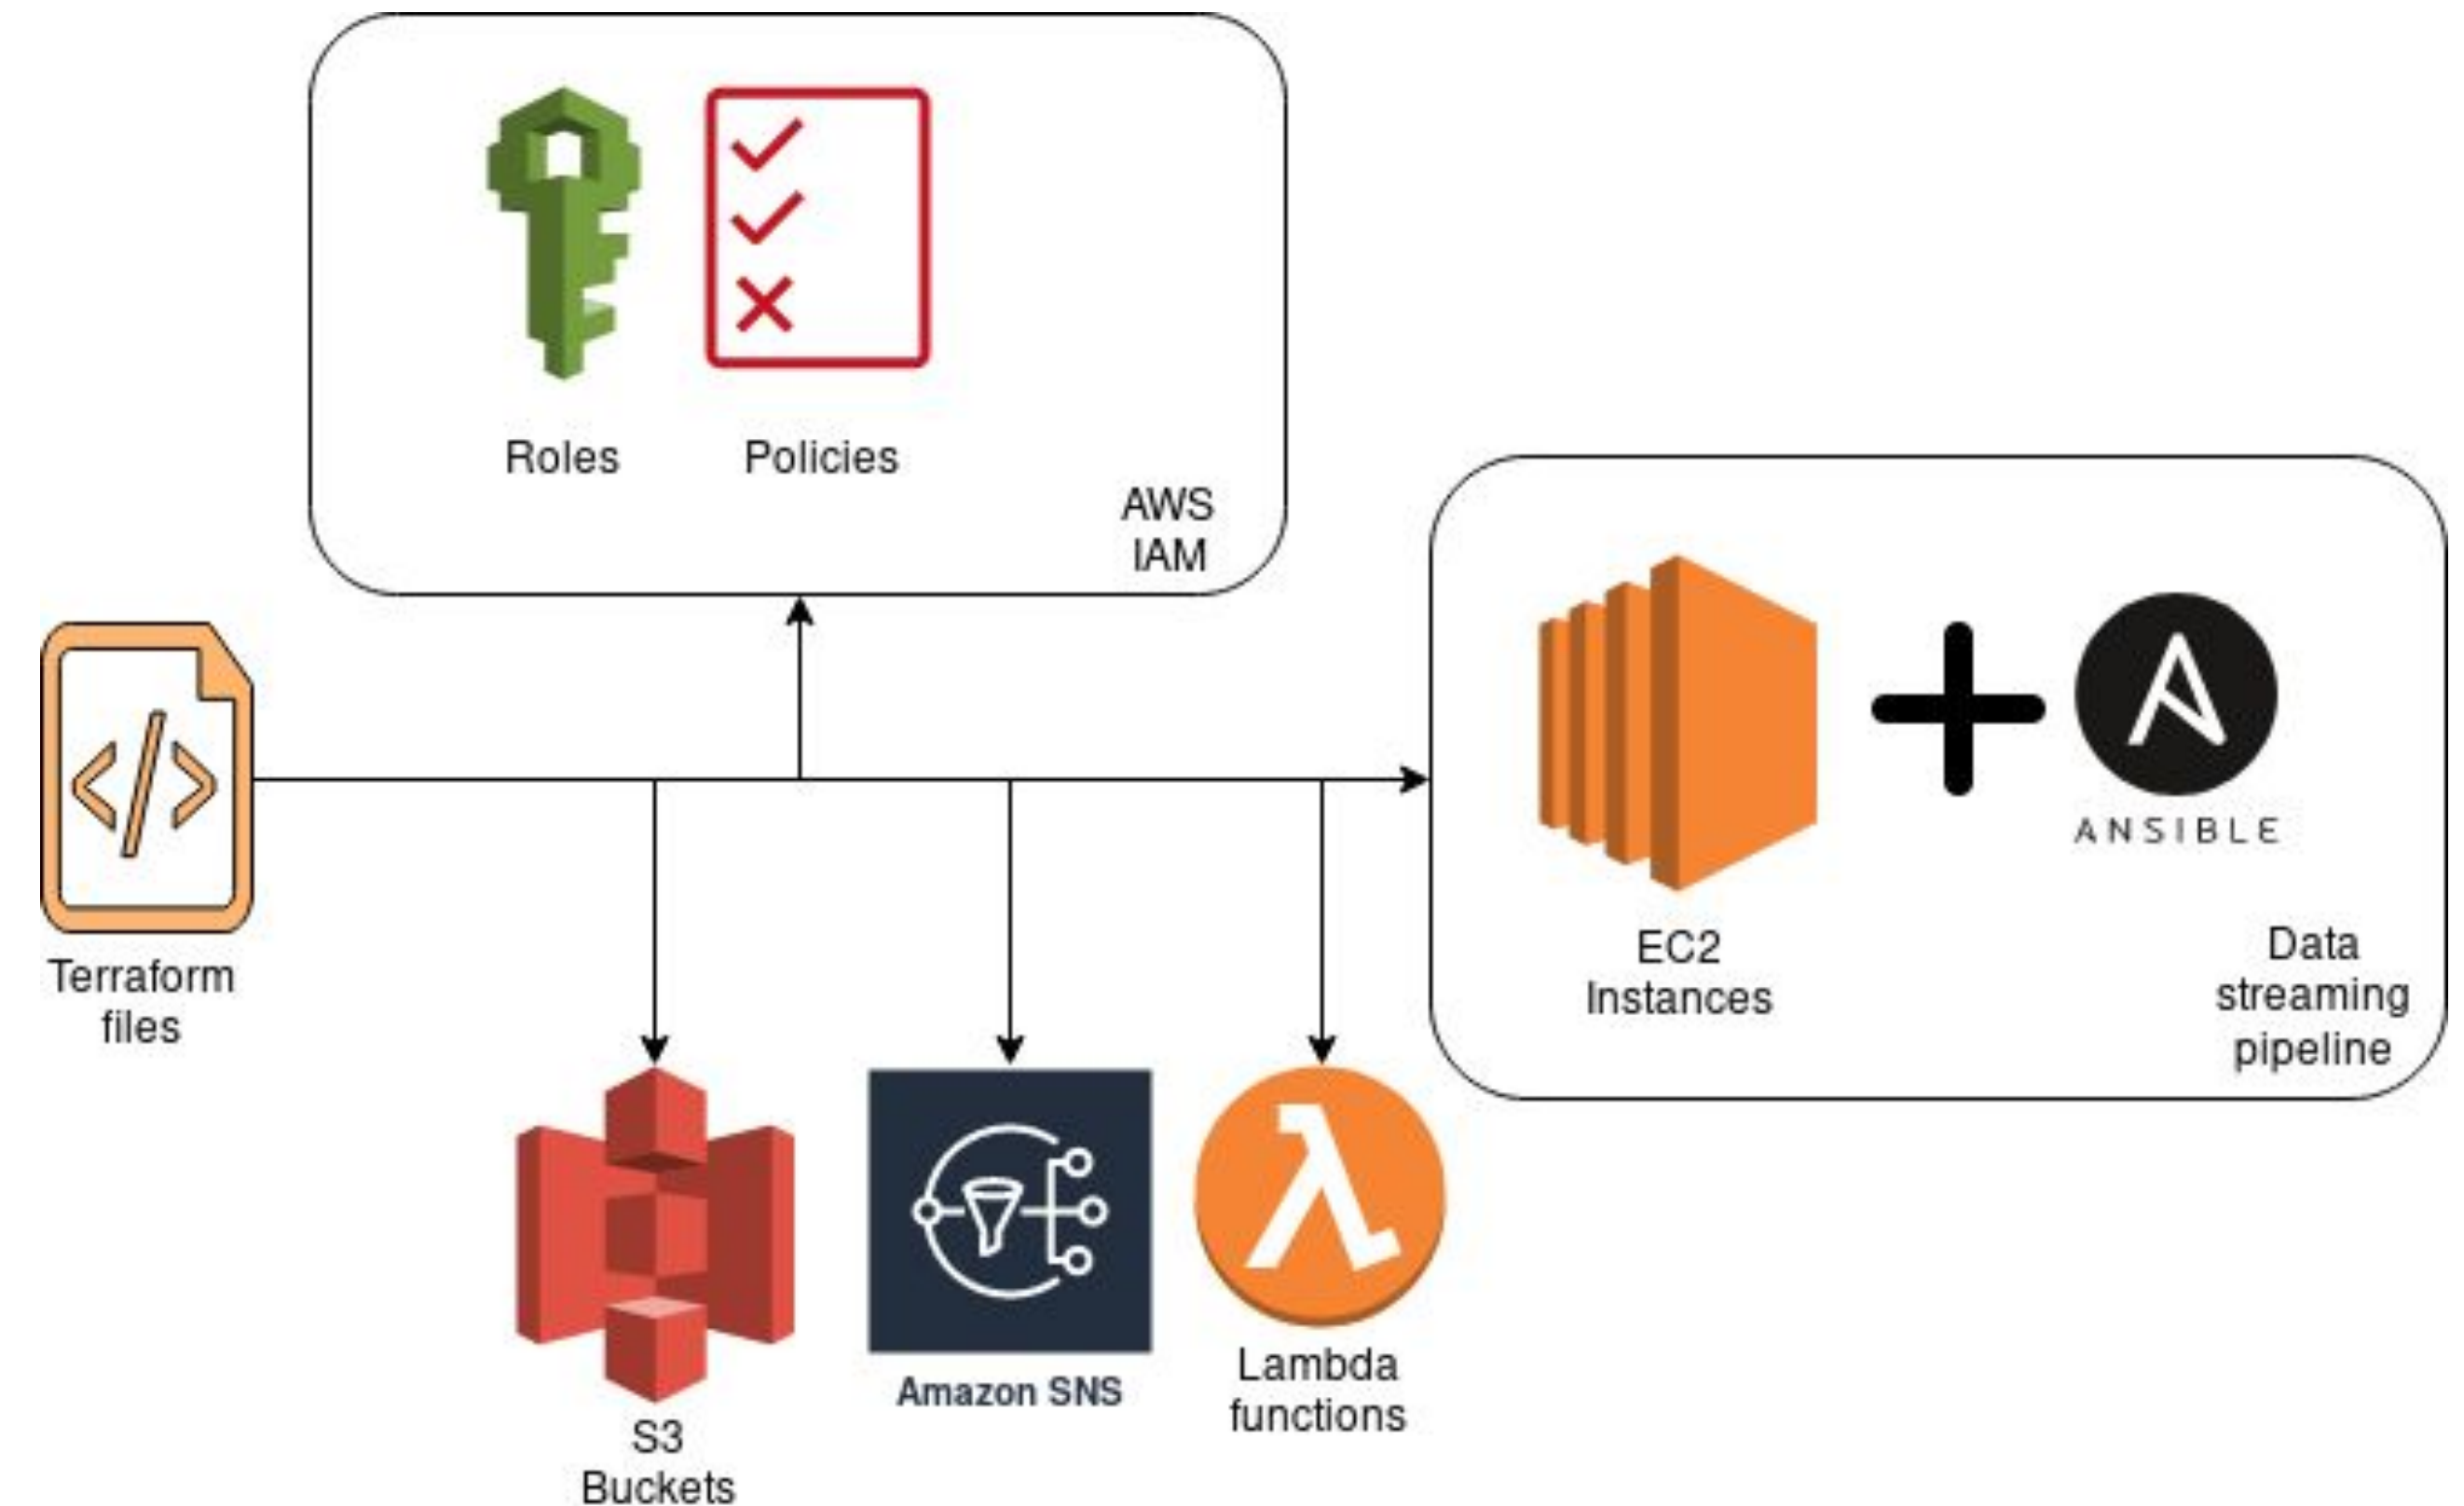 Roles
Policies
AWS
IAM
Terraform
files
ANSIBLE
EC2
Instances
Data
streaming
pipeline
S3
Buckets
Amazon SNS
Lambda
functions